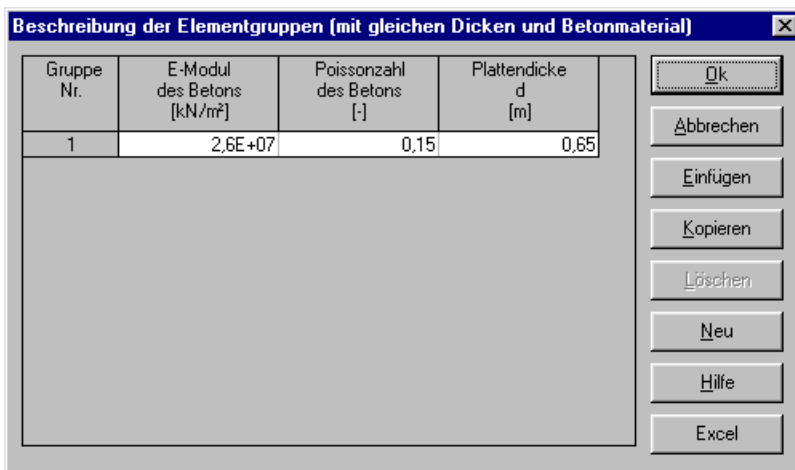 Beschreibung der Elementgruppen (mit gleichen Dicken und Betonmaterial)
Gruppe Nr. E-Modul des Betons [kN/m²] Poissonzahl des Betons [-] Plattendicke d [m]
1 2,6E+07 0,15 0,65
Ok
Abbrechen
Einfügen
Kopieren
Löschen
Neu
Hilfe
Excel